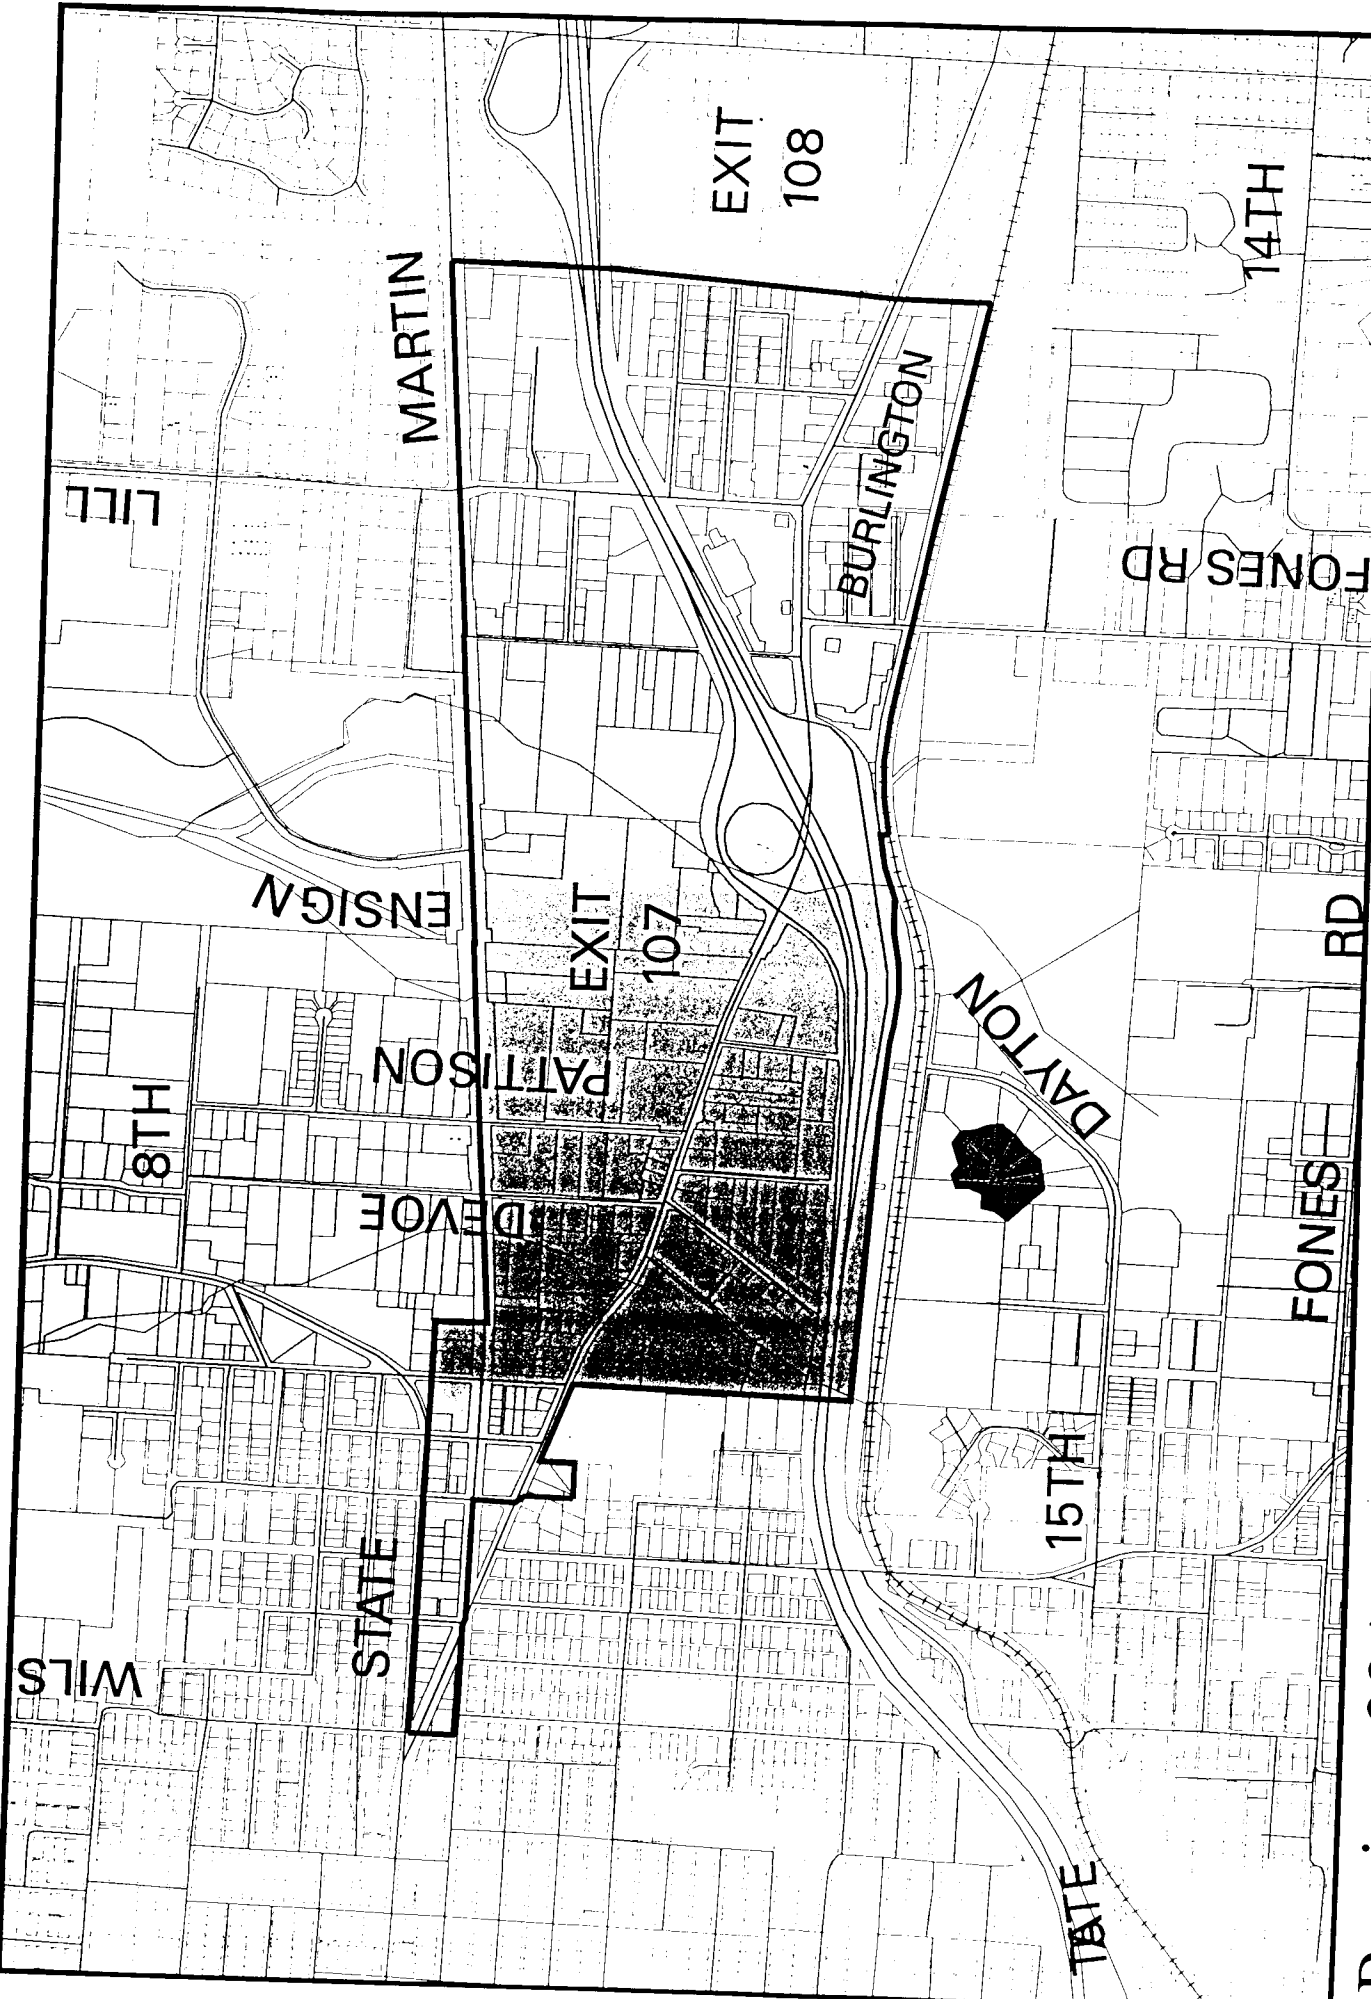 LILL
MARTIN
EXIT
108
14TH
BURLINGTON
FONES RD
ENSIGN
EXIT
107
8TH
PATTISON
DAYTON
DEVOE
FONES RD
15TH
STATE
WILS